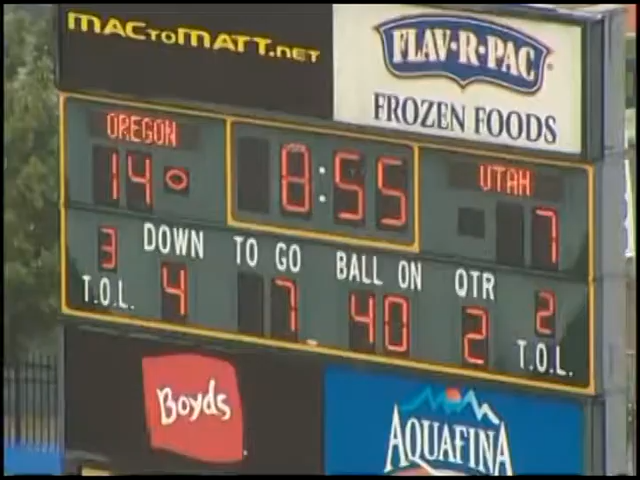 MACTOMATT.NET
FLAV·R·PAC®
FROZEN FOODS
OREGON
8:55
UTAH
14
7
3
DOWN
TO GO
BALL ON
QTR
2
T.O.L.
4
7
40
2
T.O.L.
Boyds
AQUAFINA